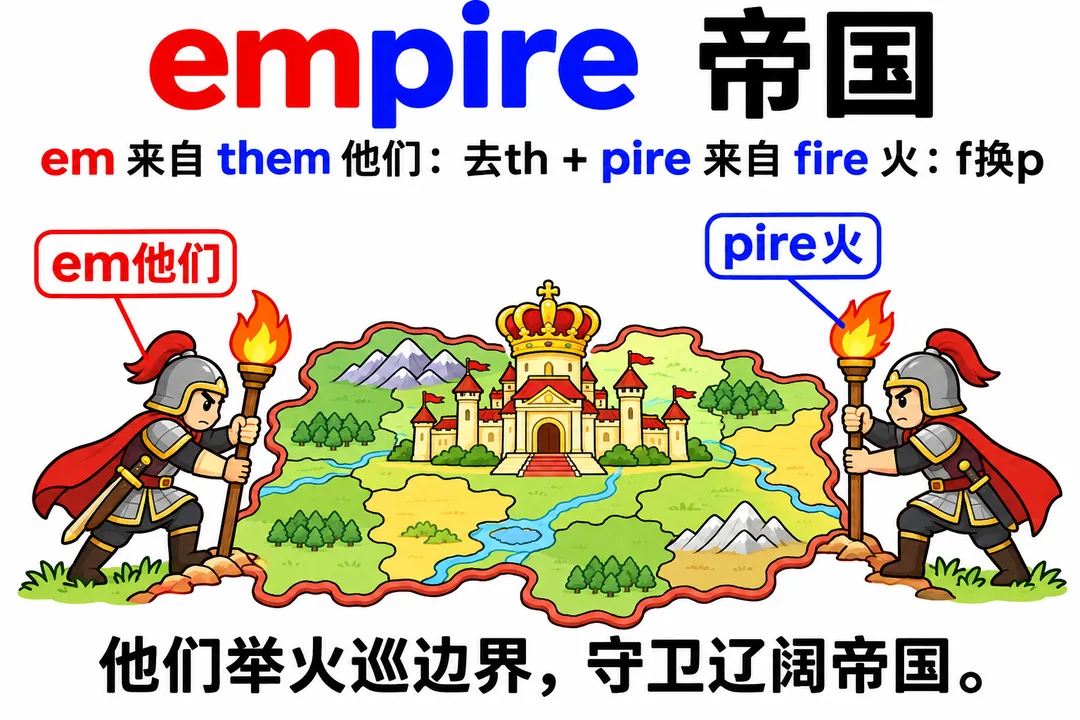 empire 帝国
em 来自 them 他们：去th + pire 来自 fire 火：f换p
em他们
pire火
他们举火巡边界，守卫辽阔帝国。